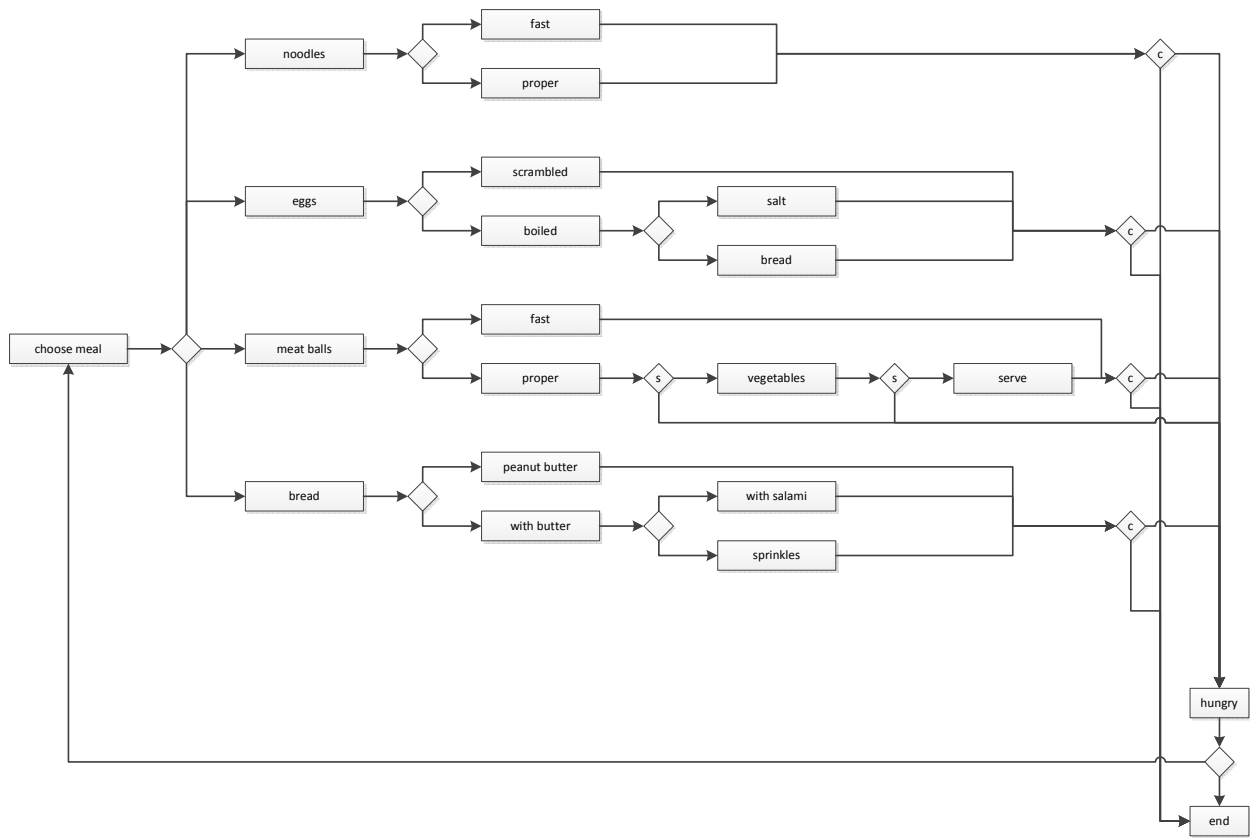 fast
noodles
c
proper
scrambled
eggs
salt
boiled
c
bread
fast
choose meal
meat balls
proper
s
vegetables
s
serve
c
peanut butter
bread
with salami
with butter
c
sprinkles
hungry
end